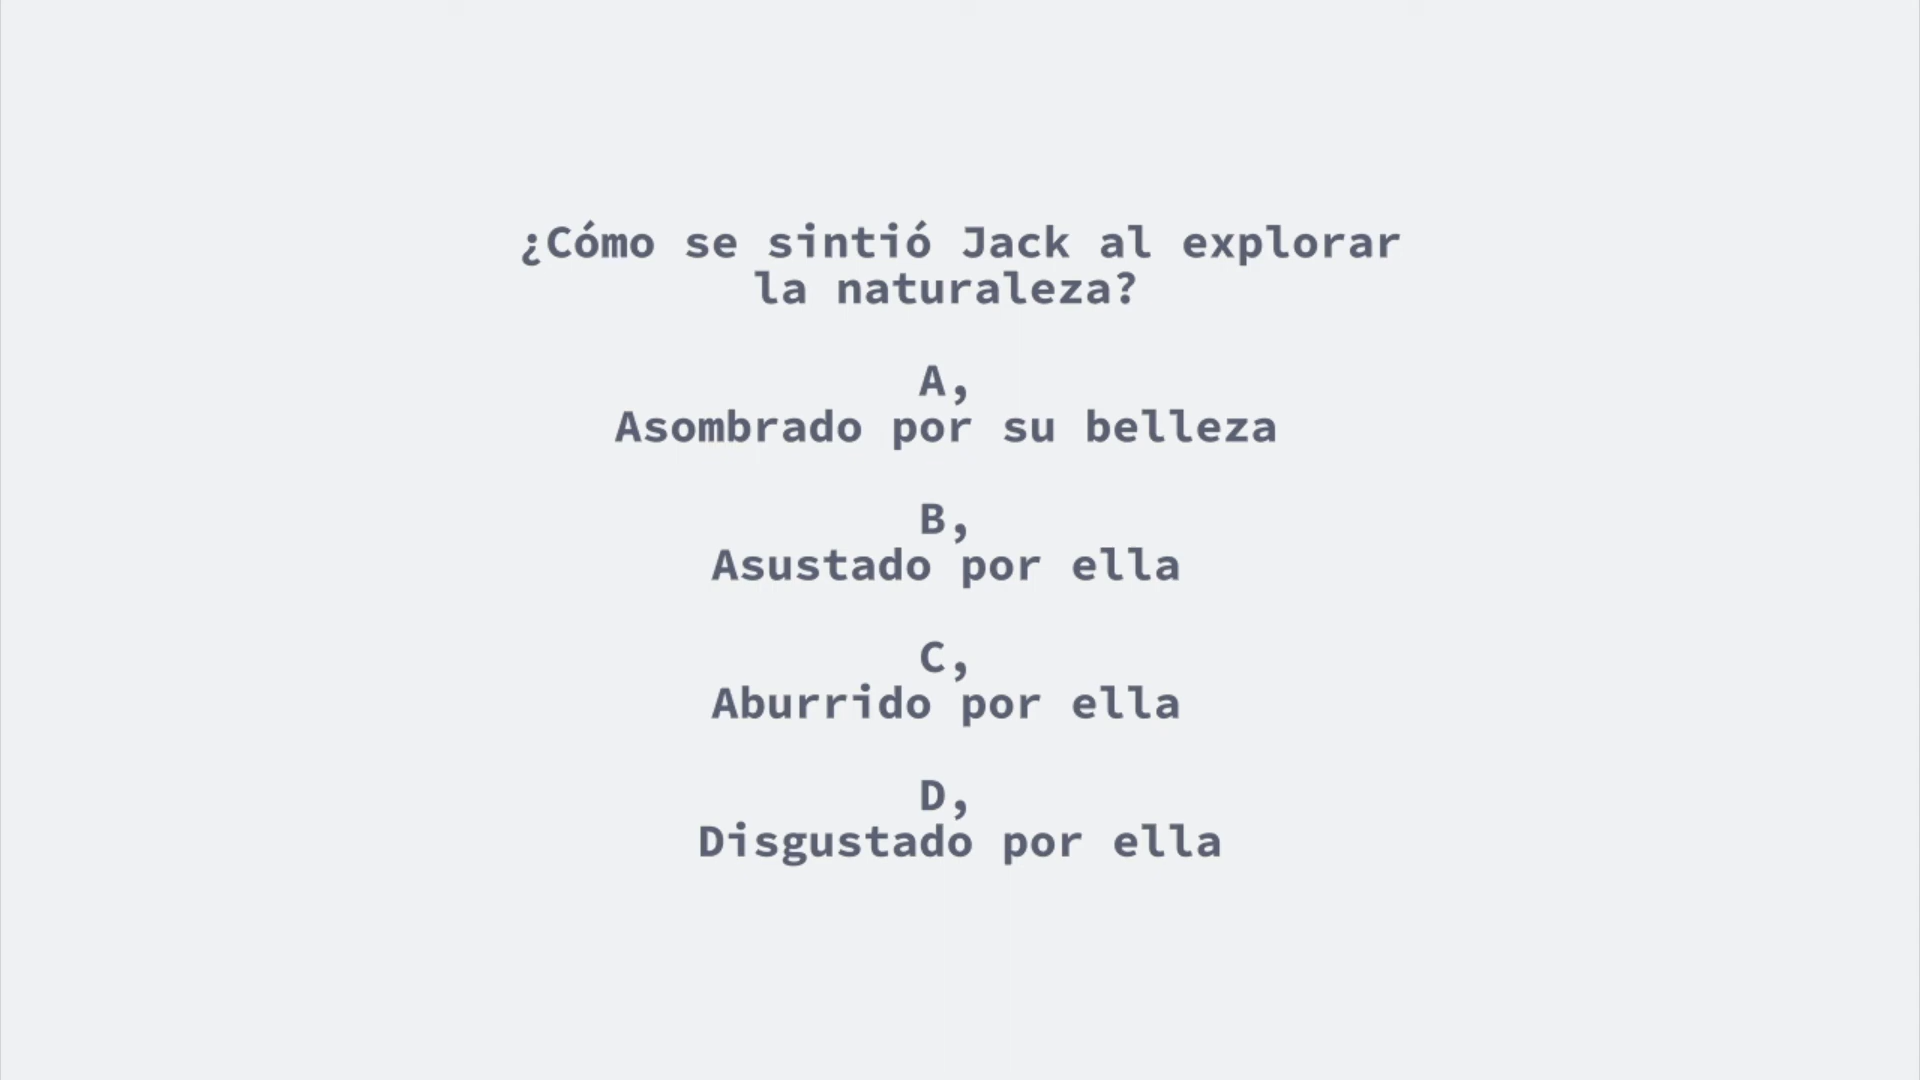 ¿Cómo se sintió Jack al explorar
la naturaleza?
A,
Asombrado por su belleza
B,
Asustado por ella
C,
Aburrido por ella
D,
Disgustado por ella